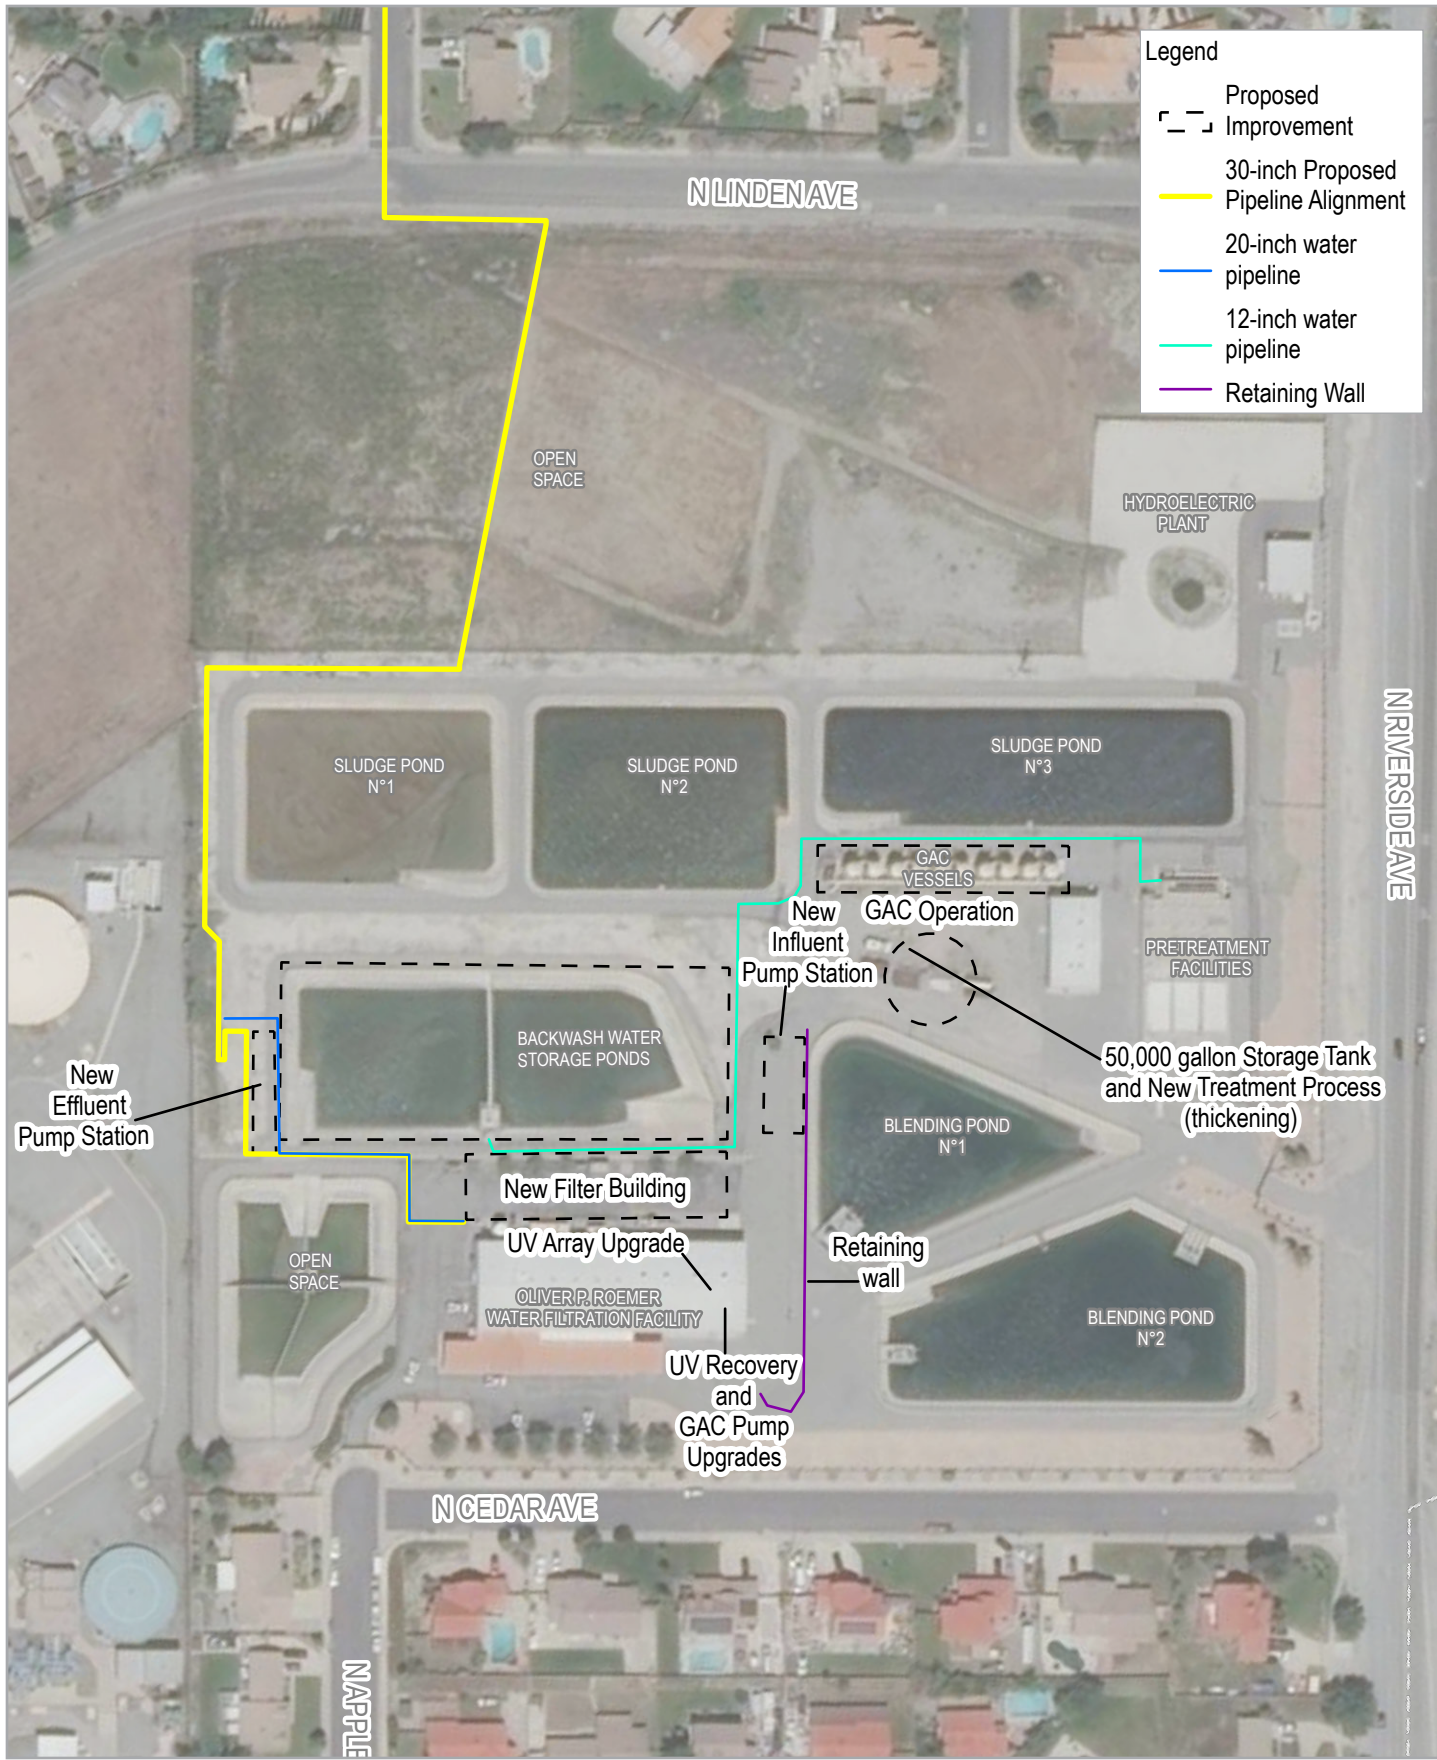 Legend
Proposed
Improvement
30-inch Proposed
Pipeline Alignment
20-inch water
pipeline
12-inch water
pipeline
Retaining Wall
N LINDEN AVE
OPEN
SPACE
HYDROELECTRIC
PLANT
N RIVERSIDE AVE
SLUDGE POND
N°1
SLUDGE POND
N°2
SLUDGE POND
N°3
GAC
VESSELS
GAC Operation
New
Influent
Pump Station
PRETREATMENT
FACILITIES
BACKWASH WATER
STORAGE PONDS
50,000 gallon Storage Tank
and New Treatment Process
(thickening)
New
Effluent
Pump Station
BLENDING POND
N°1
New Filter Building
UV Array Upgrade
Retaining
wall
OPEN
SPACE
OLIVER P. ROEMER
WATER FILTRATION FACILITY
BLENDING POND
N°2
UV Recovery
and
GAC Pump
Upgrades
N CEDAR AVE
N APPLE